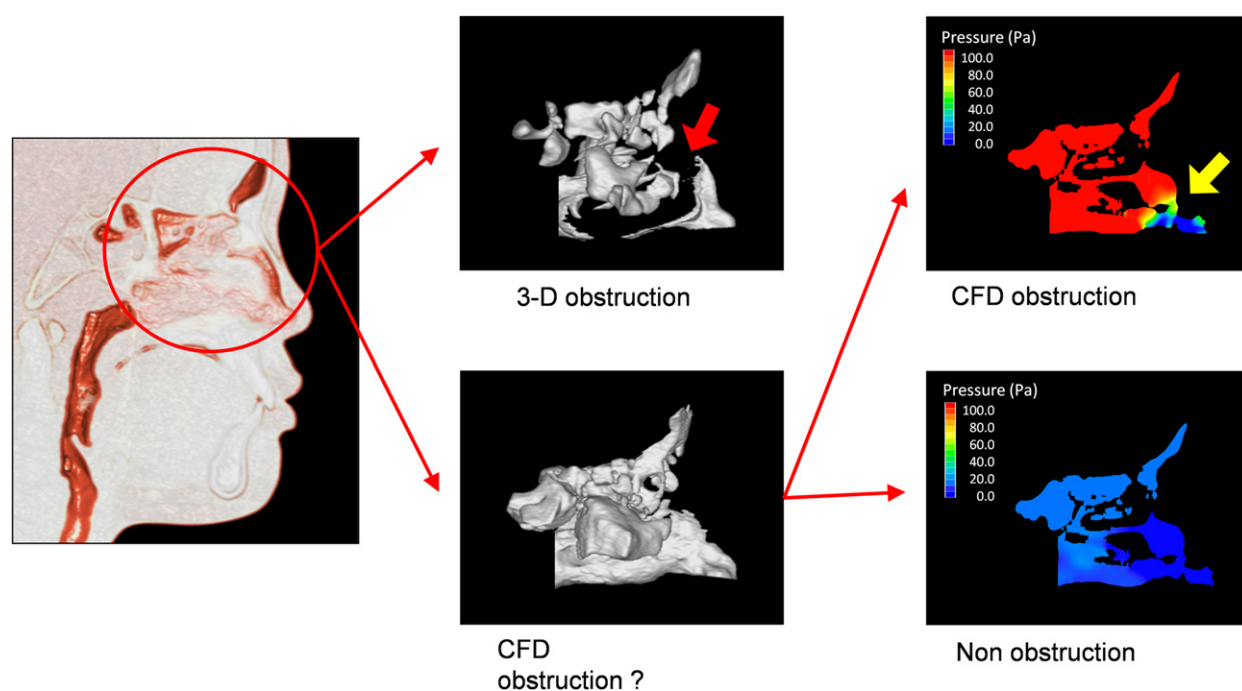 3-D obstruction
Pressure (Pa)
100.0
80.0
60.0
40.0
20.0
0.0
CFD obstruction
CFD
obstruction ?
Pressure (Pa)
100.0
80.0
60.0
40.0
20.0
0.0
Non obstruction